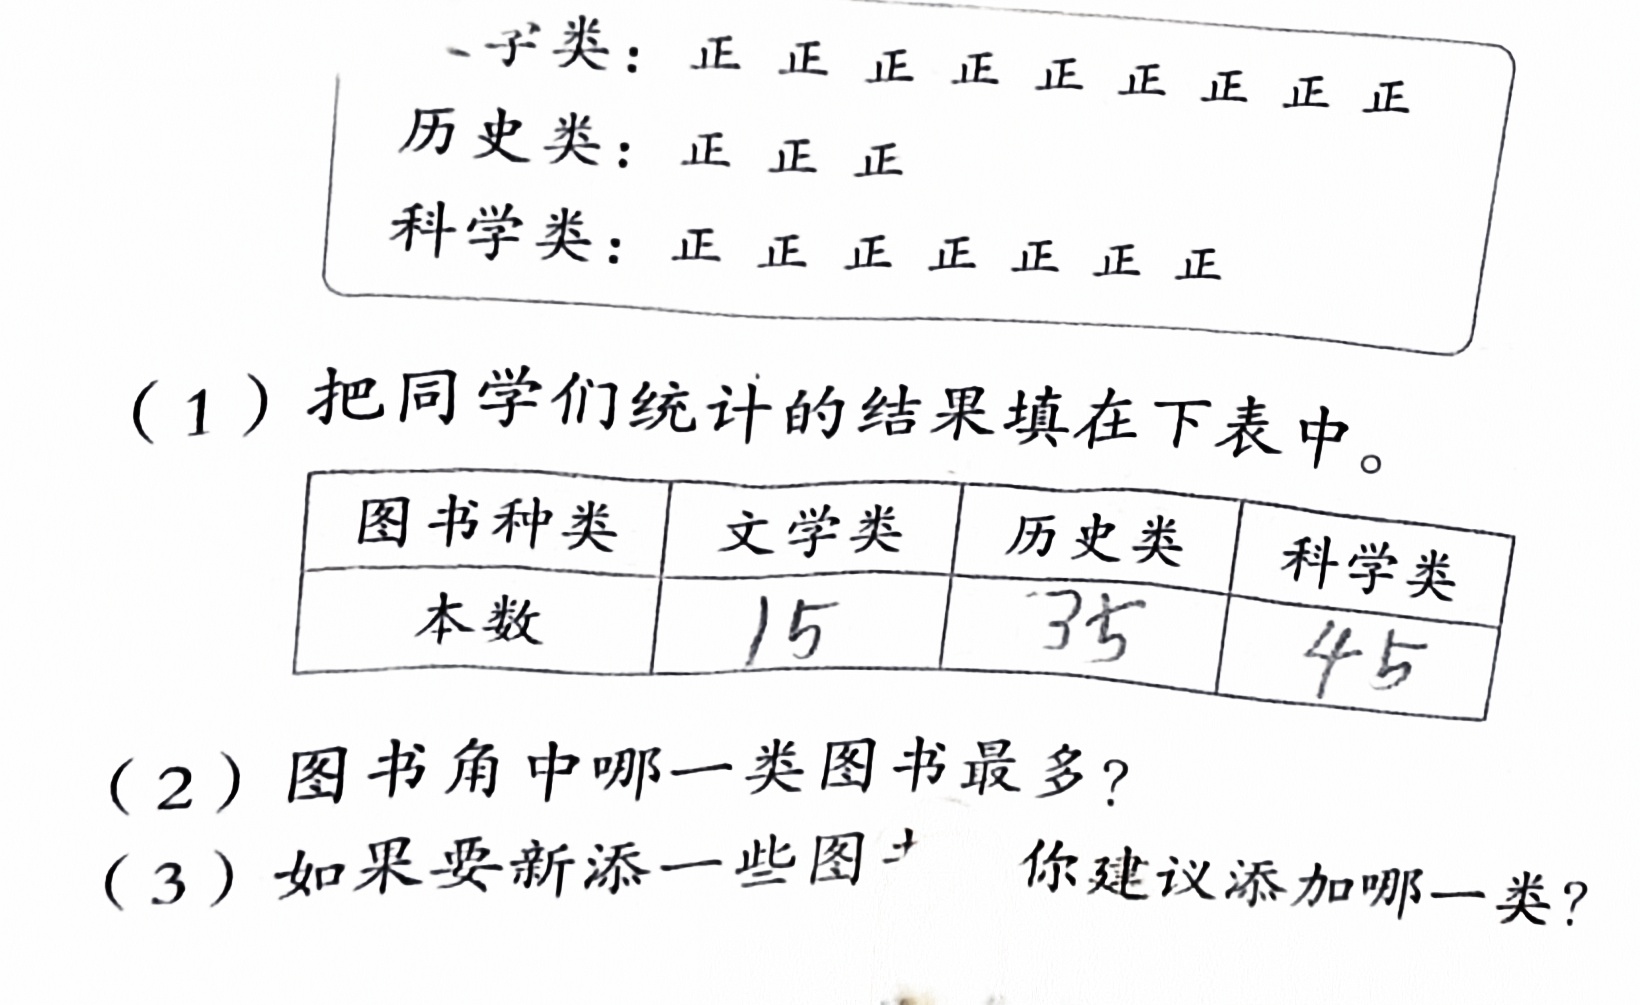 学类：正 正 正 正 正 正 正 正 正
历史类：正 正 正
科学类：正 正 正 正 正 正 正
（1）把同学们统计的结果填在下表中。
图书种类 文学类 历史类 科学类
本数 15 35 45
（2）图书角中哪一类图书最多？
（3）如果要新添一些图 你建议添加哪一类？